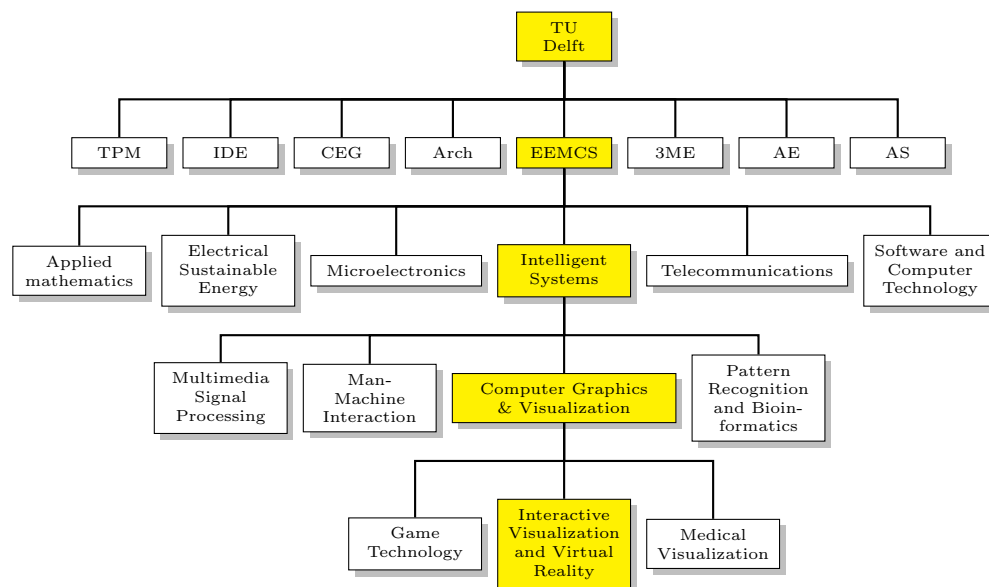 TU
Delft
TPM
IDE
CEG
Arch
EEMCS
3ME
AE
AS
Applied
mathematics
Electrical
Sustainable
Energy
Microelectronics
Intelligent
Systems
Telecommunications
Software and
Computer
Technology
Multimedia
Signal
Processing
Man-
Machine
Interaction
Computer Graphics
& Visualization
Pattern
Recognition
and Bioin-
formatics
Game
Technology
Interactive
Visualization
and Virtual
Reality
Medical
Visualization